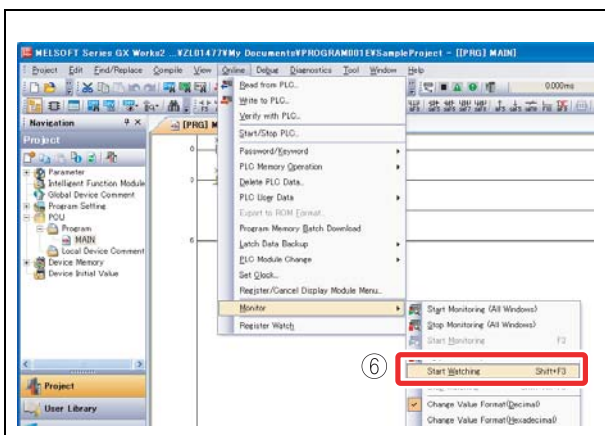 MELSOFT Series GX Works2 ...¥ZL01477¥My Documents¥PROGRAM001E¥SampleProject - [[PRG] MAIN]
Project Edit Find/Replace Compile View Online Debug Diagnostics Tool Window Help
0.000ms
Navigation
[PRG] M
Project
Parameter
Intelligent Function Module
Global Device Comment
Program Setting
POU
Program
MAIN
Local Device Comment
Device Memory
Device Initial Value
Project
User Library
0
3
6
Read from PLC...
Write to PLC...
Verify with PLC...
Start/Stop PLC...
Password/Keyword
PLC Memory Operation
Delete PLC Data...
PLC User Data
Export to ROM Format...
Program Memory Batch Download
Latch Data Backup
PLC Module Change
Set Clock...
Register/Cancel Display Module Menu...
Monitor
Register Watch
Start Monitoring (All Windows)
Stop Monitoring (All Windows)
Start Monitoring F3
⑥
Start Watching Shift+F3
Change Value Format(Decimal)
Change Value Format(Hexadecimal)